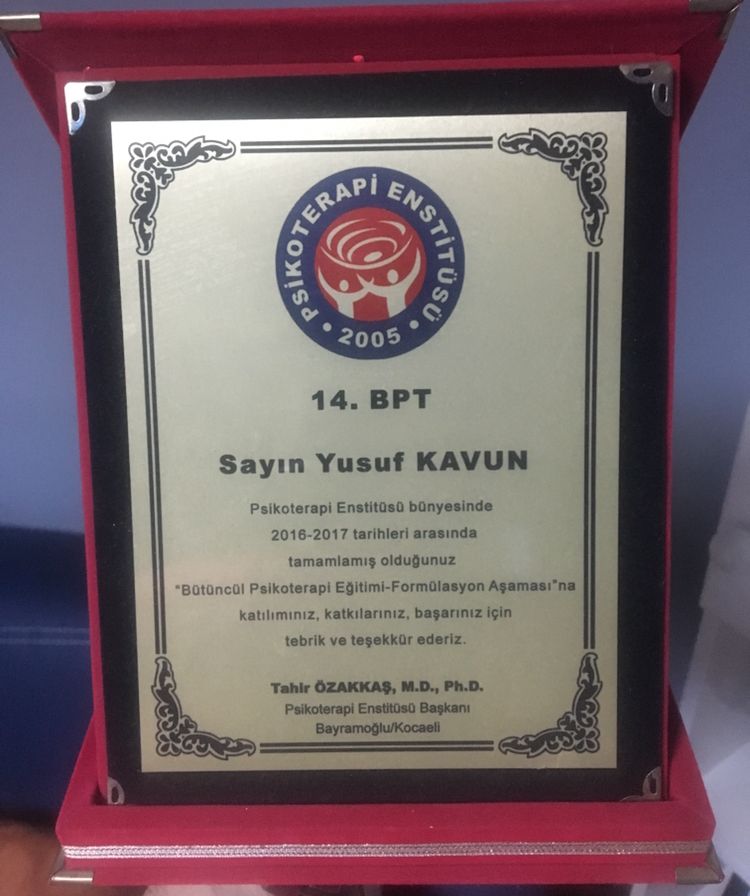 PSİKOTERAPİ ENSTİTÜSÜ
• 2005 •
14. BPT
Sayın Yusuf KAVUN
Psikoterapi Enstitüsü bünyesinde
2016-2017 tarihleri arasında
tamamlamış olduğunuz
“Bütüncül Psikoterapi Eğitimi-Formülasyon Aşaması”na
katılımınız, katkılarınız, başarınız için
tebrik ve teşekkür ederiz.
Tahir ÖZAKKAŞ, M.D., Ph.D.
Psikoterapi Enstitüsü Başkanı
Bayramoğlu/Kocaeli